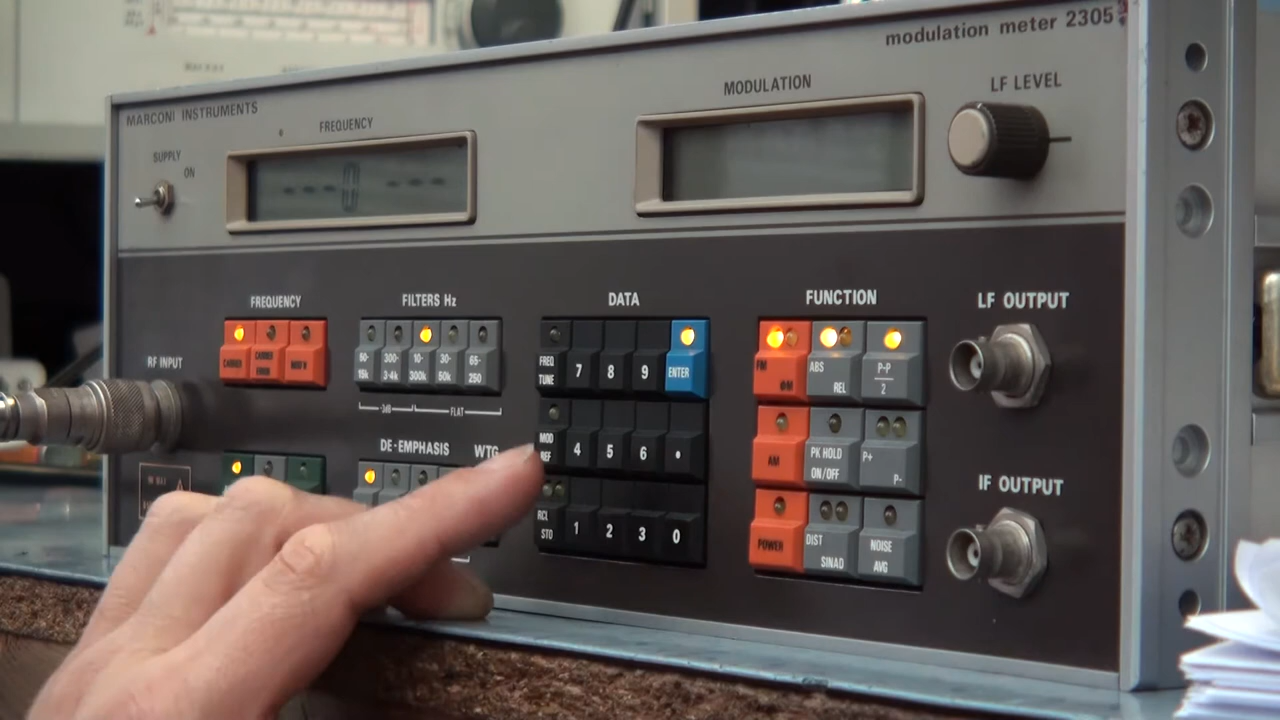 modulation meter 2305
MARCONI INSTRUMENTS
FREQUENCY
MODULATION
LF LEVEL
SUPPLY
ON
---0 ---
FREQUENCY
FILTERS Hz
DATA
FUNCTION
LF OUTPUT
RF INPUT
CARRIER
CARRIER ERROR
50- 15k
300- 3·4k
10- 300k
30- 50k
65- 250
3dB
FLAT
FREQ TUNE
7
8
9
ENTER
FM
ΦM
ABS
REL
P-P
2
DE-EMPHASIS
WTG
MOD REF
4
5
6
•
AM
PK HOLD
ON/OFF
P+
P-
IF OUTPUT
RCL
STO
1
2
3
0
POWER
DIST
SINAD
NOISE
AVG